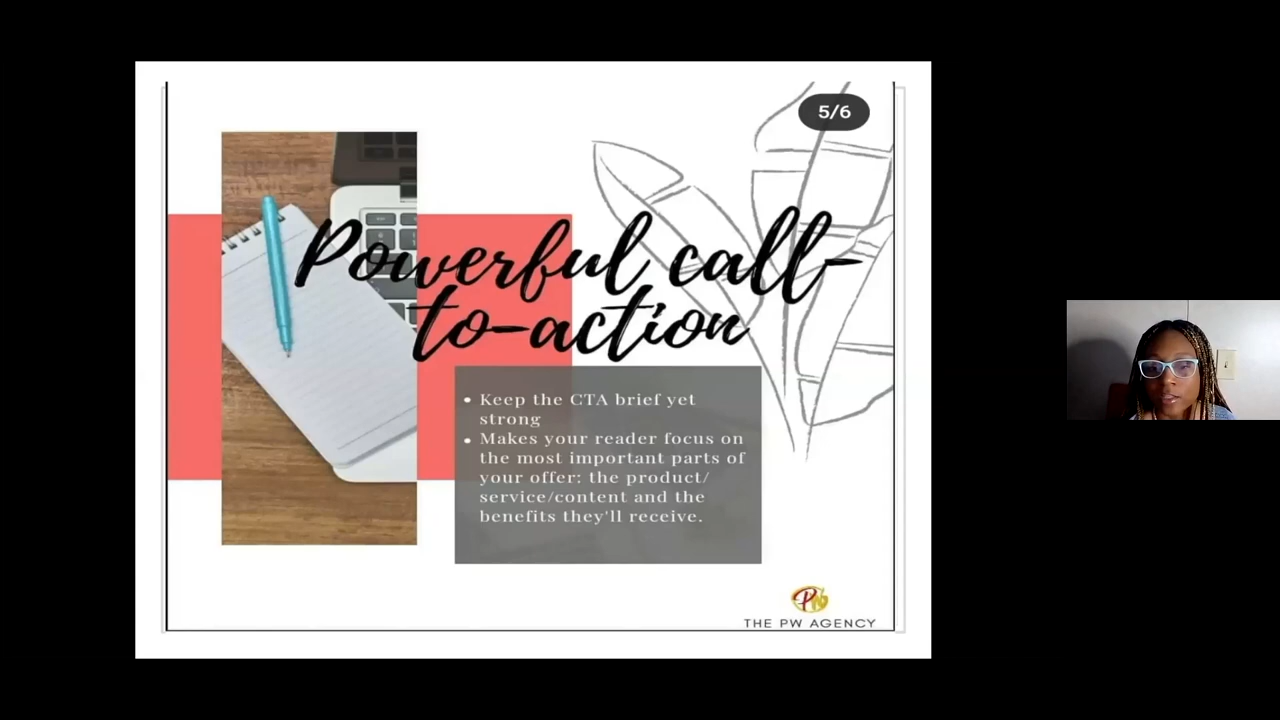 5/6
Powerful call-
to-action
• Keep the CTA brief yet
strong
• Makes your reader focus on
the most important parts of
your offer: the product/
service/content and the
benefits they'll receive.
PW
THE PW AGENCY